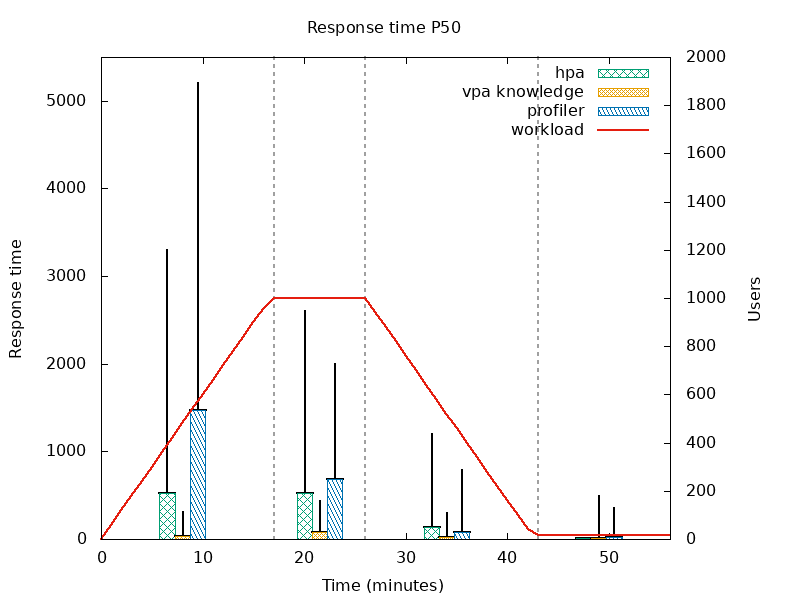 Response time P50
hpa
vpa knowledge
profiler
workload
Response time
5000
4000
3000
2000
1000
0
2000
1800
1600
1400
1200
1000
800
600
400
200
0
Users
0 10 20 30 40 50
Time (minutes)